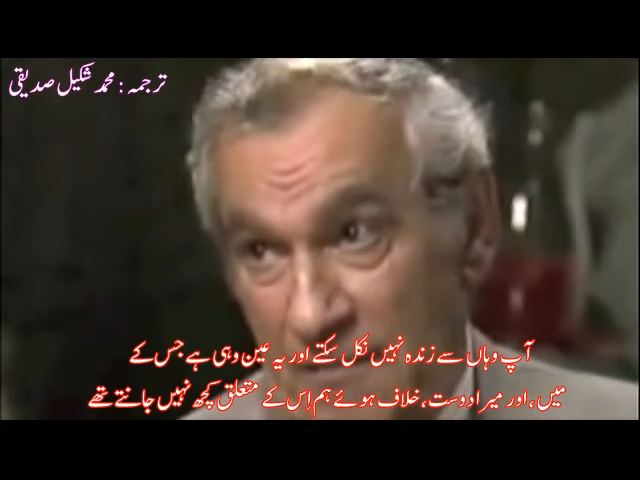 ترجمہ : محمد شکیل صدیقی
آپ وہاں سے زندہ نہیں نکل سکتے اور یہ عین وہی ہے جس کے
میں،اور میرا دوست،خلاف ہوئے ہم اِس کے متعلق کچھ نہیں جانتے تھے